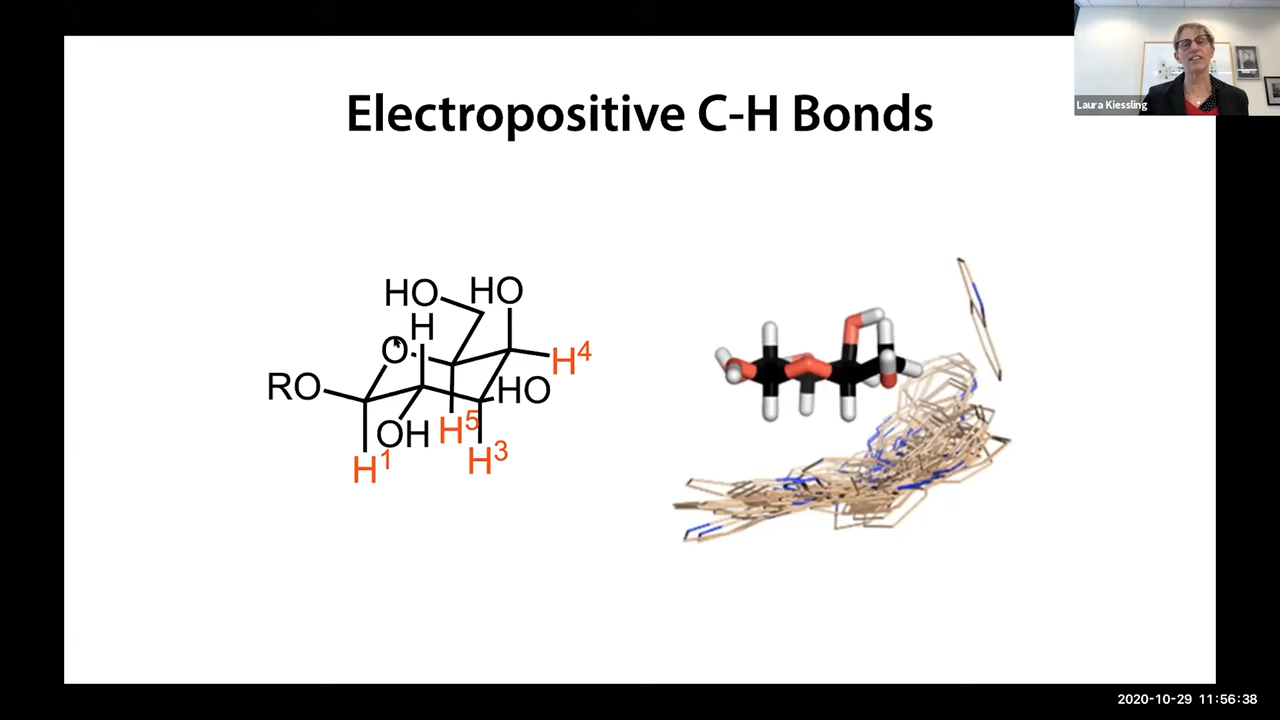 Electropositive C-H Bonds
Laura Kiessling
HO
HO
H
O
H4
RO
HO
OH
H5
H3
H1
2020-10-29 11:56:38